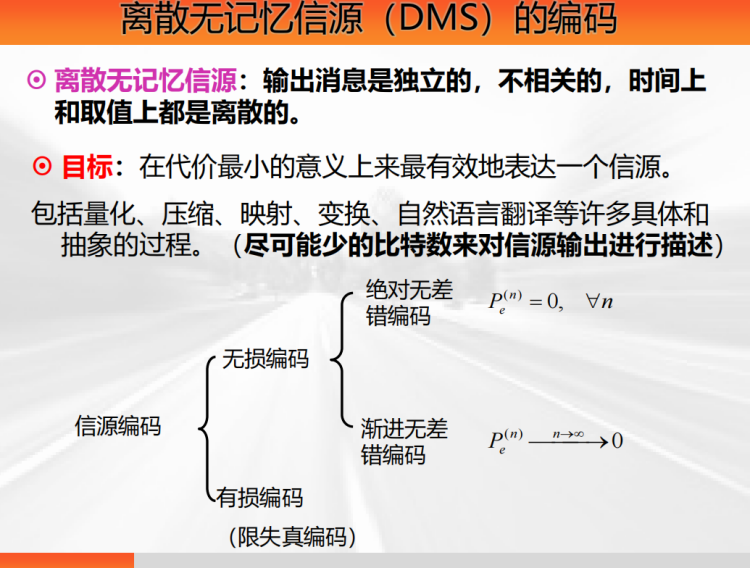 离散无记忆信源（DMS）的编码
离散无记忆信源：输出消息是独立的，不相关的，时间上
和取值上都是离散的。
目标：在代价最小的意义上来最有效地表达一个信源。
包括量化、压缩、映射、变换、自然语言翻译等许多具体和
抽象的过程。（尽可能少的比特数来对信源输出进行描述）
绝对无差
错编码
P_e^{(n)} = 0, ∀n
无损编码
信源编码
渐进无差
错编码
P_e^{(n)} \xrightarrow{n→∞} 0
有损编码
（限失真编码）